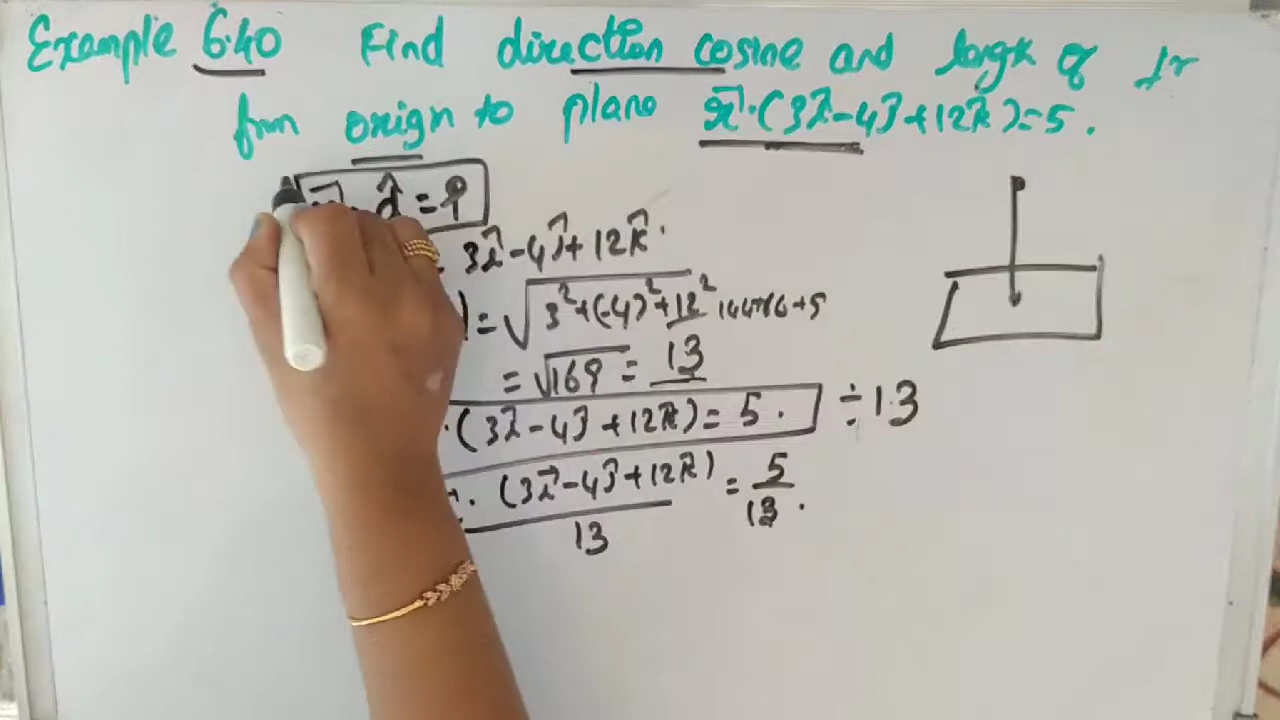 Example 6.40 Find direction cosine and length of ⊥r
from orign to plane r⃗·(3î-4ĵ+12k̂)=5.
d̂ = p
3î-4ĵ+12k̂.
= √3²+(-4)²+12² 144+16+
= √169 = 13
·(3î-4ĵ+12k̂)=5. ÷13
·(3î-4ĵ+12k̂) = 5
13 13.